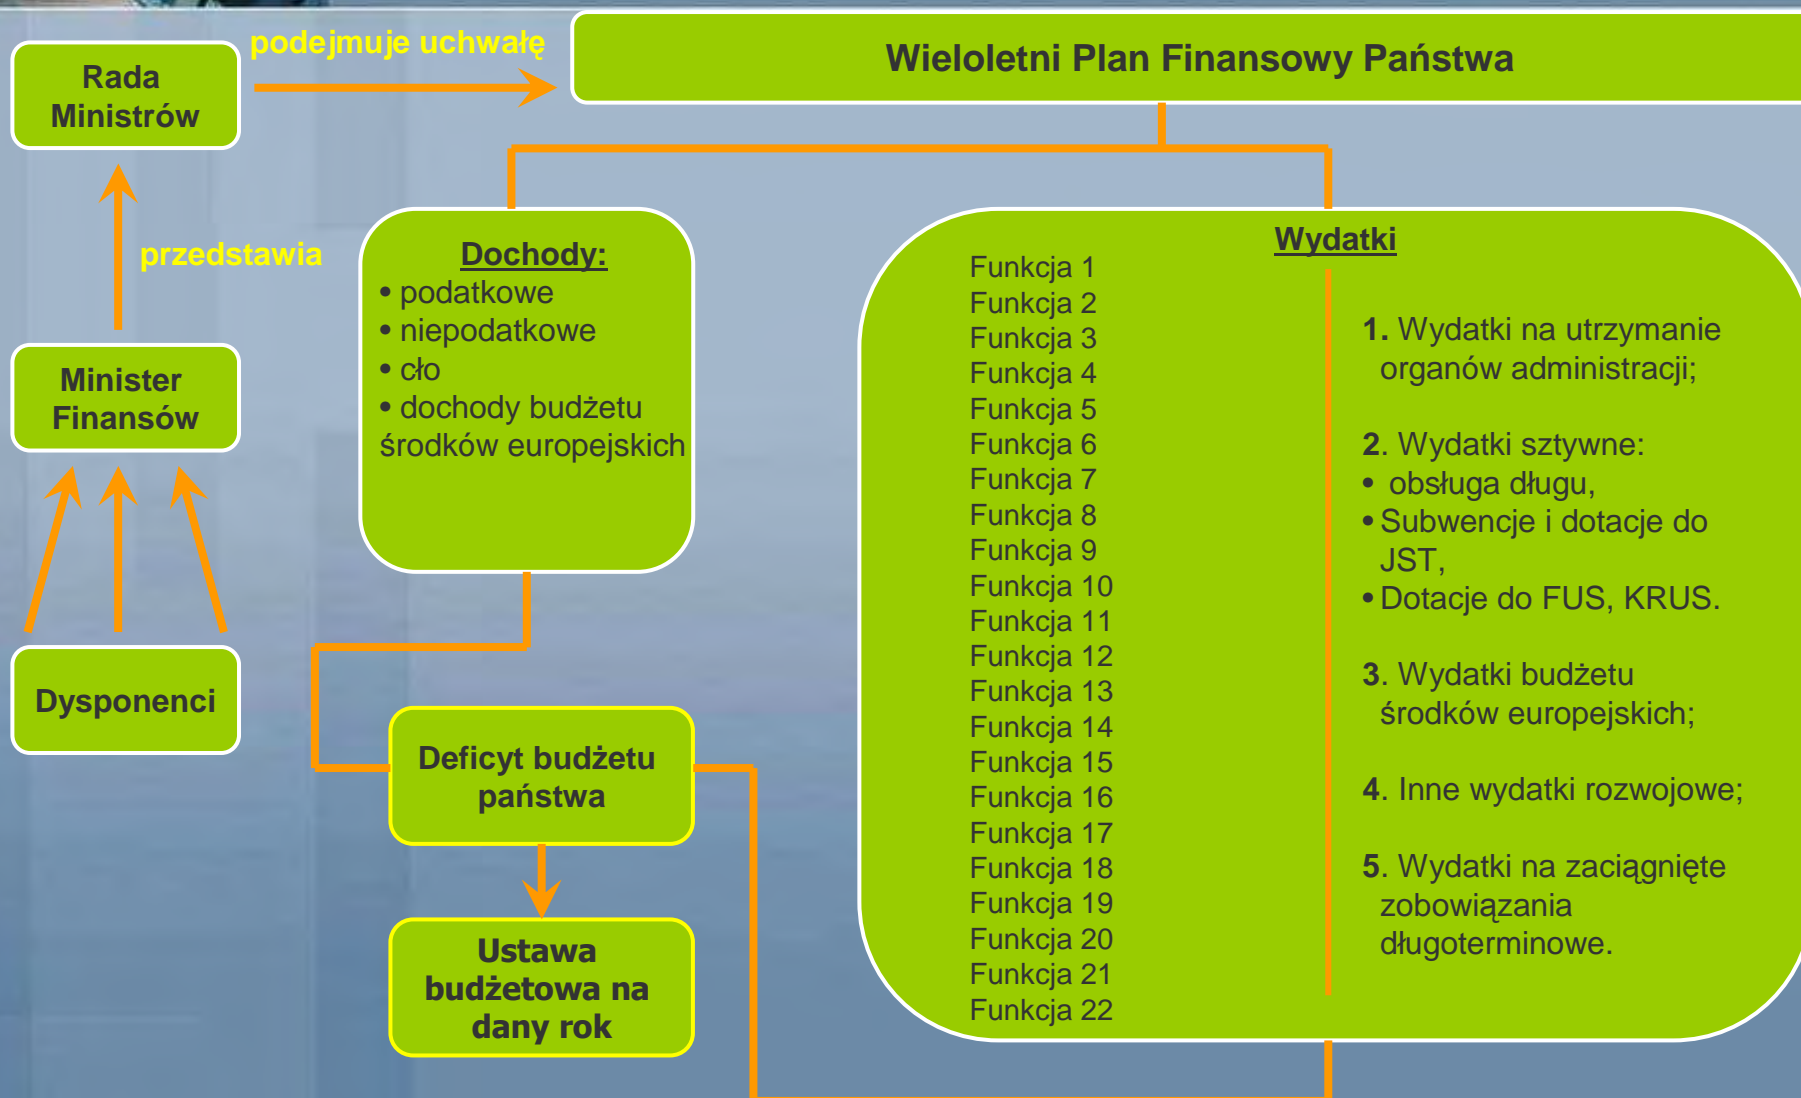 podejmuje uchwałę
Rada
Ministrów
Wieloletni Plan Finansowy Państwa
przedstawia
Minister
Finansów
Dysponenci
Dochody:
• podatkowe
• niepodatkowe
• cło
• dochody budżetu
środków europejskich
Deficyt budżetu
państwa
Ustawa
budżetowa na
dany rok
Wydatki
Funkcja 1
Funkcja 2
Funkcja 3
Funkcja 4
Funkcja 5
Funkcja 6
Funkcja 7
Funkcja 8
Funkcja 9
Funkcja 10
Funkcja 11
Funkcja 12
Funkcja 13
Funkcja 14
Funkcja 15
Funkcja 16
Funkcja 17
Funkcja 18
Funkcja 19
Funkcja 20
Funkcja 21
Funkcja 22
1. Wydatki na utrzymanie
organów administracji;
2. Wydatki sztywne:
• obsługa długu,
• Subwencje i dotacje do
JST,
• Dotacje do FUS, KRUS.
3. Wydatki budżetu
środków europejskich;
4. Inne wydatki rozwojowe;
5. Wydatki na zaciągnięte
zobowiązania
długoterminowe.